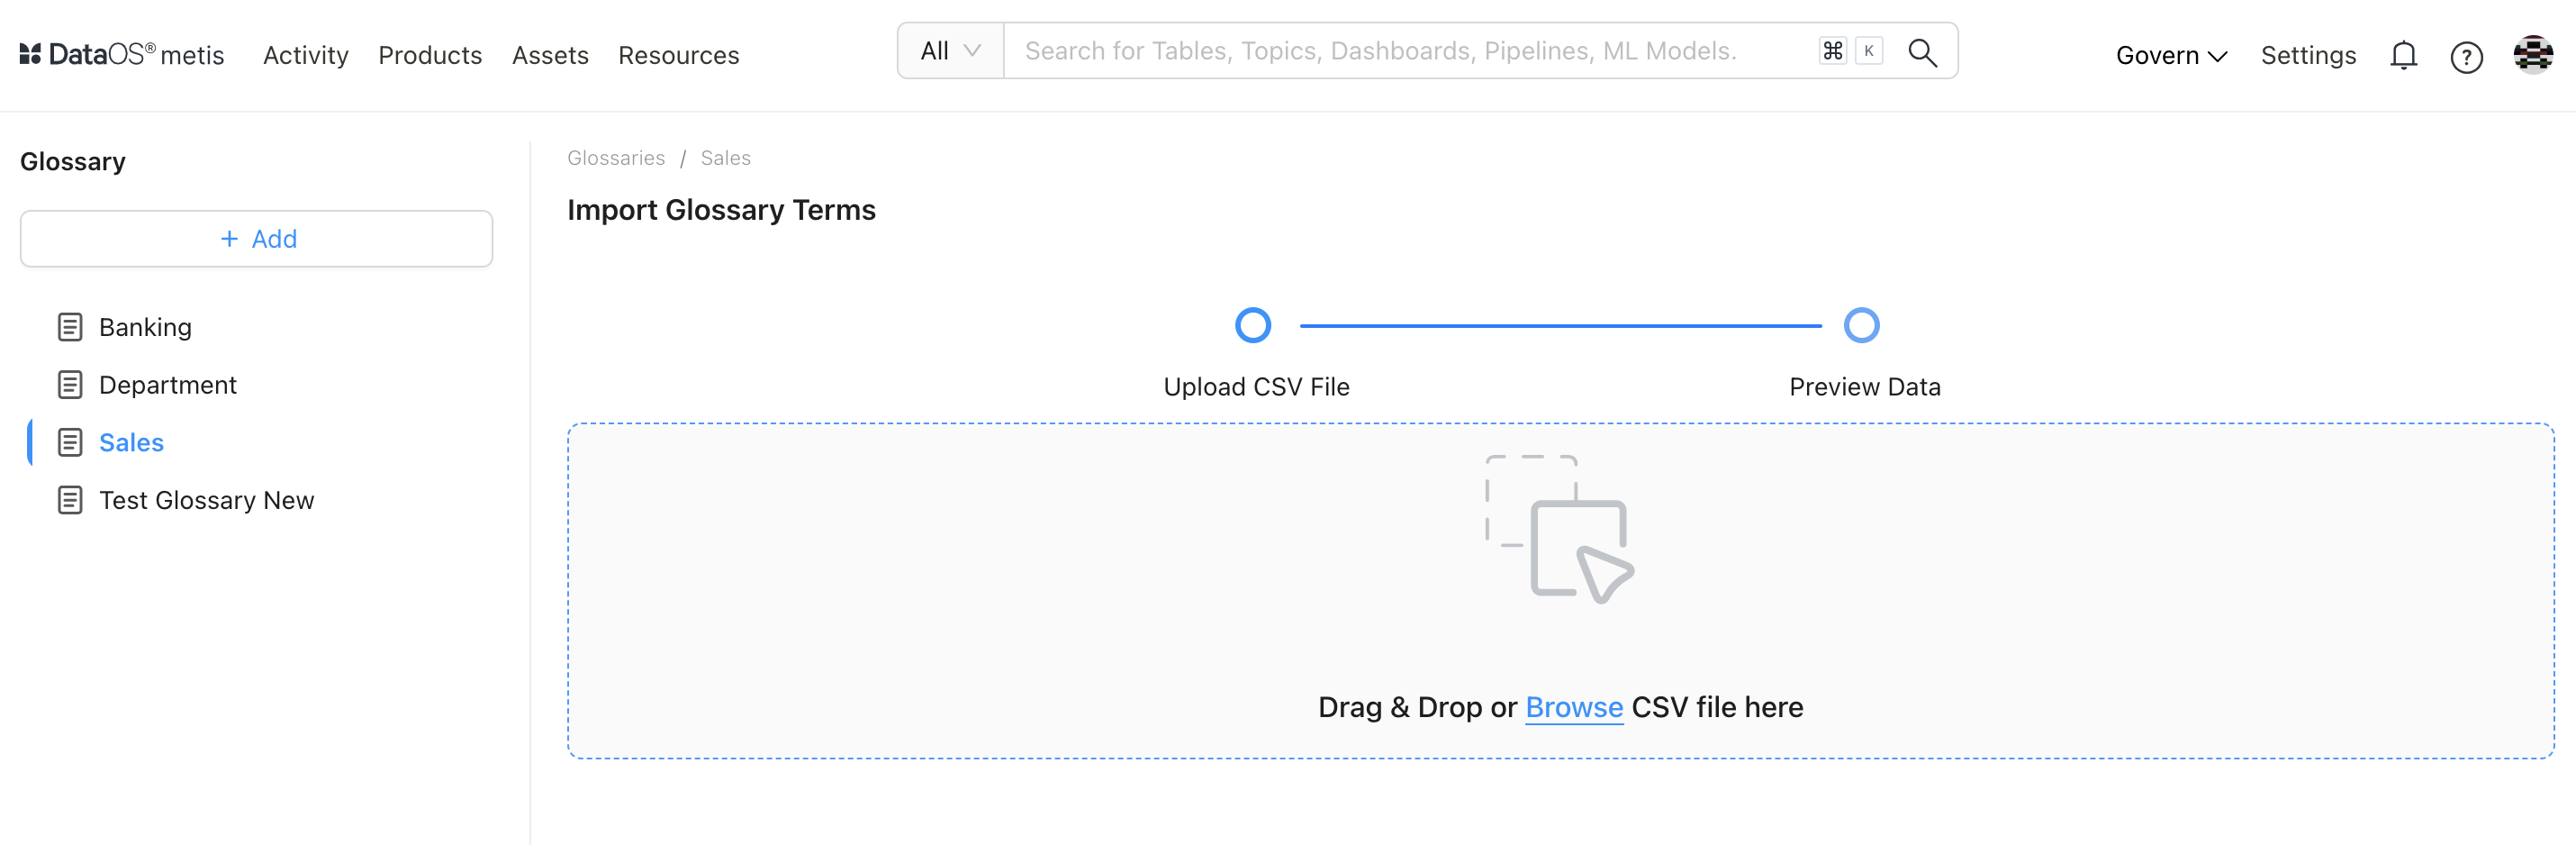 DataOS® metis Activity Products Assets Resources
All Search for Tables, Topics, Dashboards, Pipelines, ML Models. ⌘ K
Govern Settings ?
Glossary
+ Add
Banking
Department
Sales
Test Glossary New
Glossaries / Sales
Import Glossary Terms
Upload CSV File Preview Data
Drag & Drop or Browse CSV file here